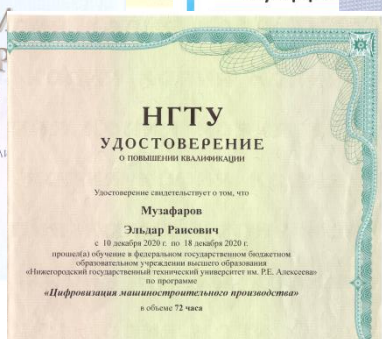 НГТУ
УДОСТОВЕРЕНИЕ
О ПОВЫШЕНИИ КВАЛИФИКАЦИИ
Удостоверение свидетельствует о том, что
Музафаров
Эльдар Раисович
с 10 декабря 2020 г. по 18 декабря 2020 г.
прошел(а) обучение в федеральном государственном бюджетном
образовательном учреждении высшего образования
«Нижегородский государственный технический университет им. Р.Е. Алексеева»
по программе
«Цифровизация машиностроительного производства»
в объеме 72 часа